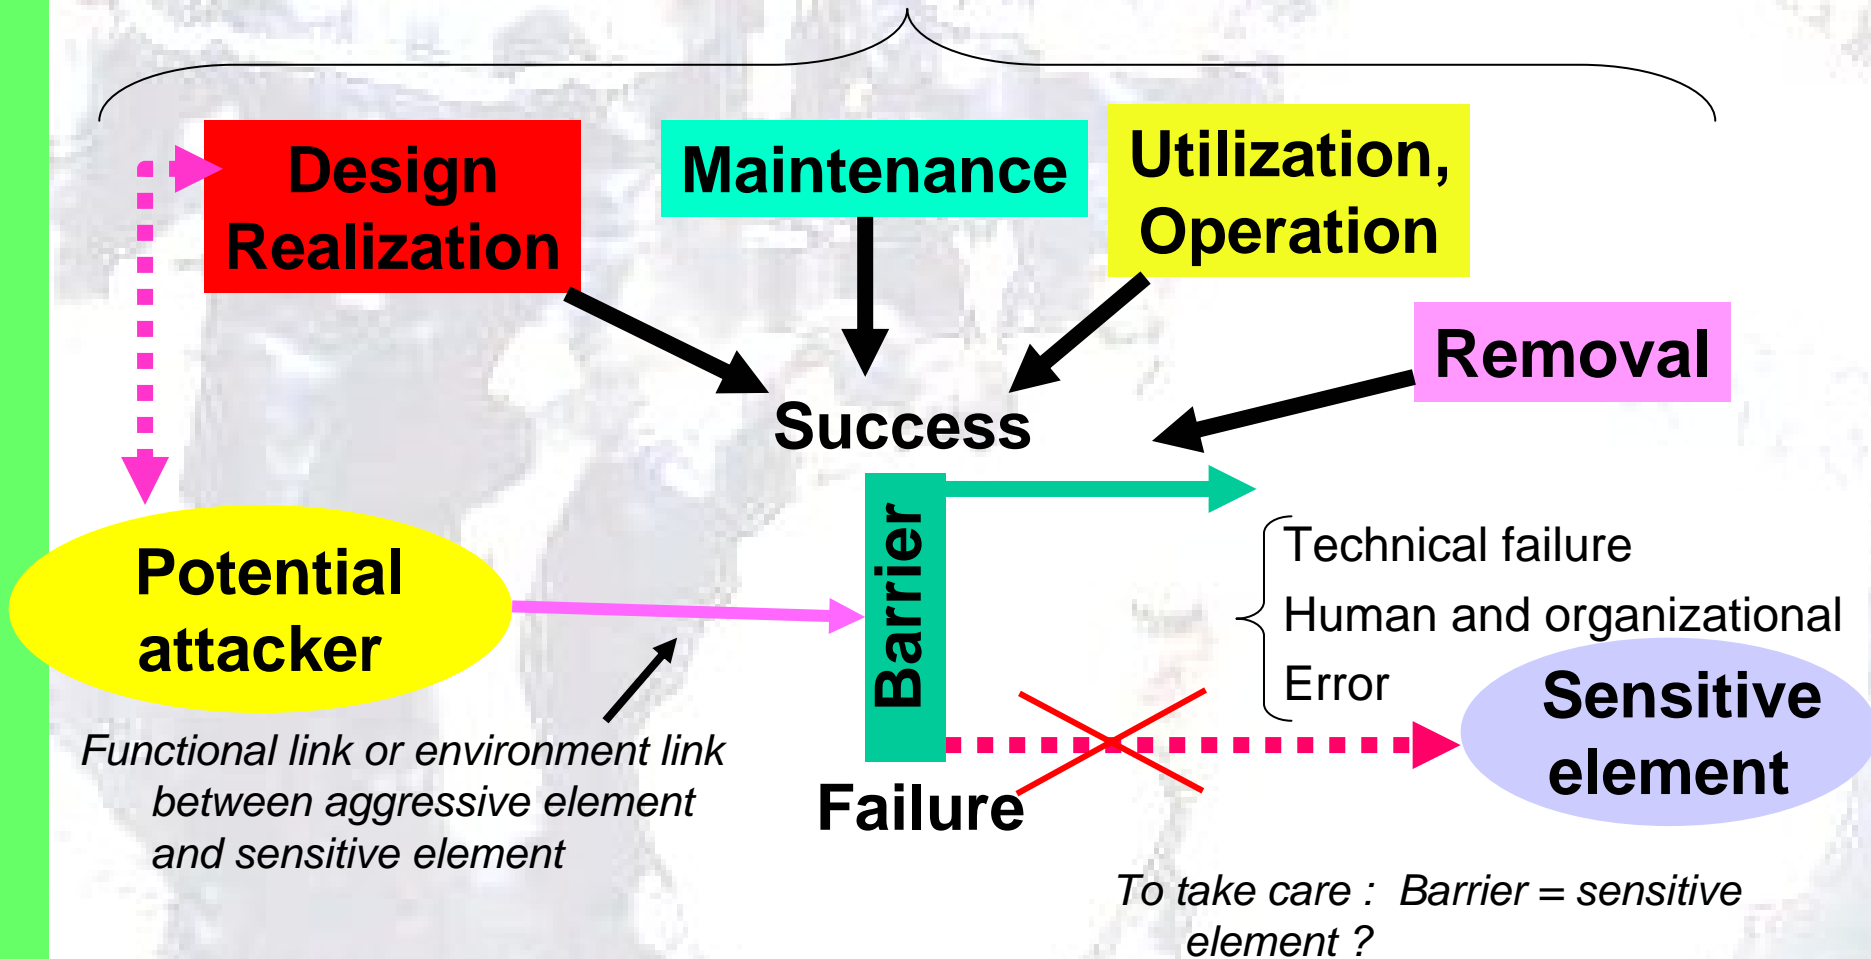 Design
Realization
Maintenance
Utilization,
Operation
Removal
Success
Barrier
Potential
attacker
Technical failure
Human and organizational
Error
Sensitive
element
Functional link or environment link
between aggressive element
and sensitive element
Failure
To take care : Barrier = sensitive
element ?